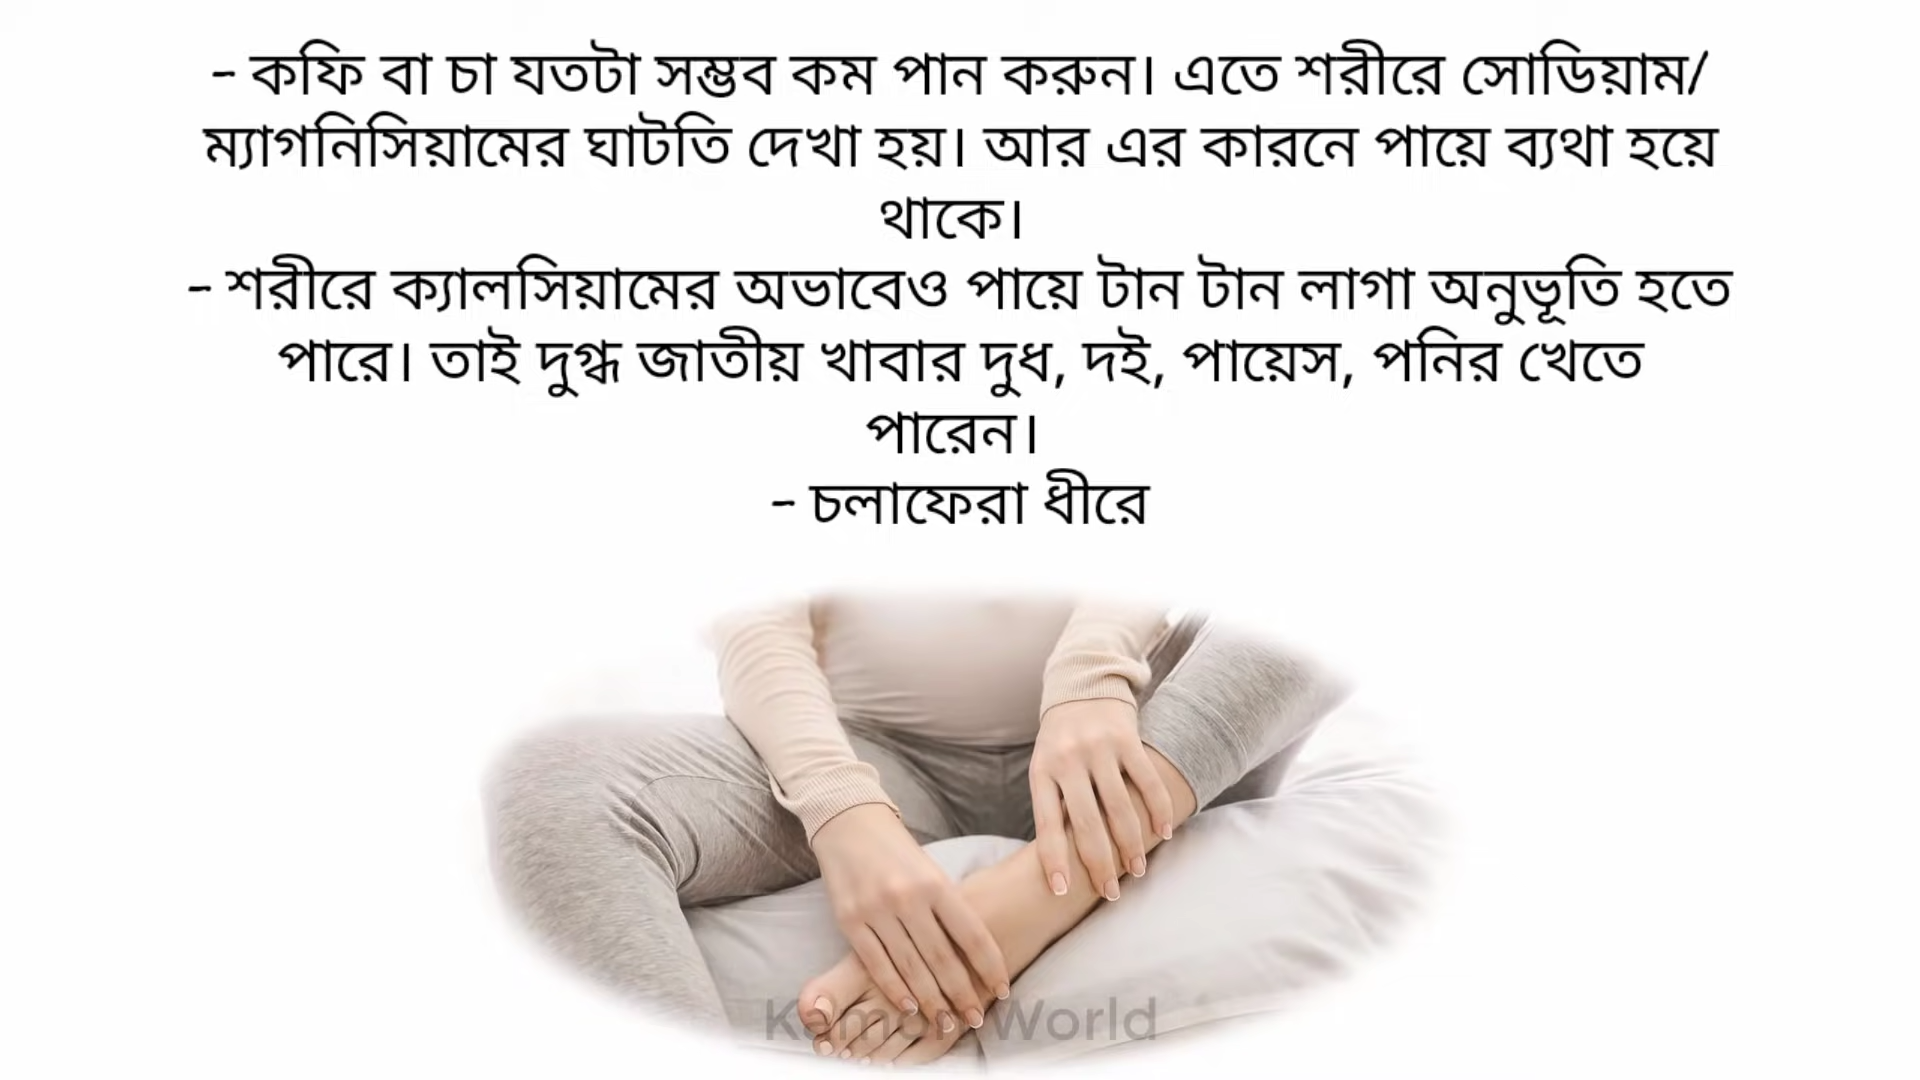 - কফি বা চা যতটা সম্ভব কম পান করুন। এতে শরীরে সোডিয়াম/
ম্যাগনিসিয়ামের ঘাটতি দেখা হয়। আর এর কারনে পায়ে ব্যথা হয়ে
থাকে।
- শরীরে ক্যালসিয়ামের অভাবেও পায়ে টান টান লাগা অনুভূতি হতে
পারে। তাই দুগ্ধ জাতীয় খাবার দুধ, দই, পায়েস, পনির খেতে
পারেন।
- চলাফেরা ধীরে
World